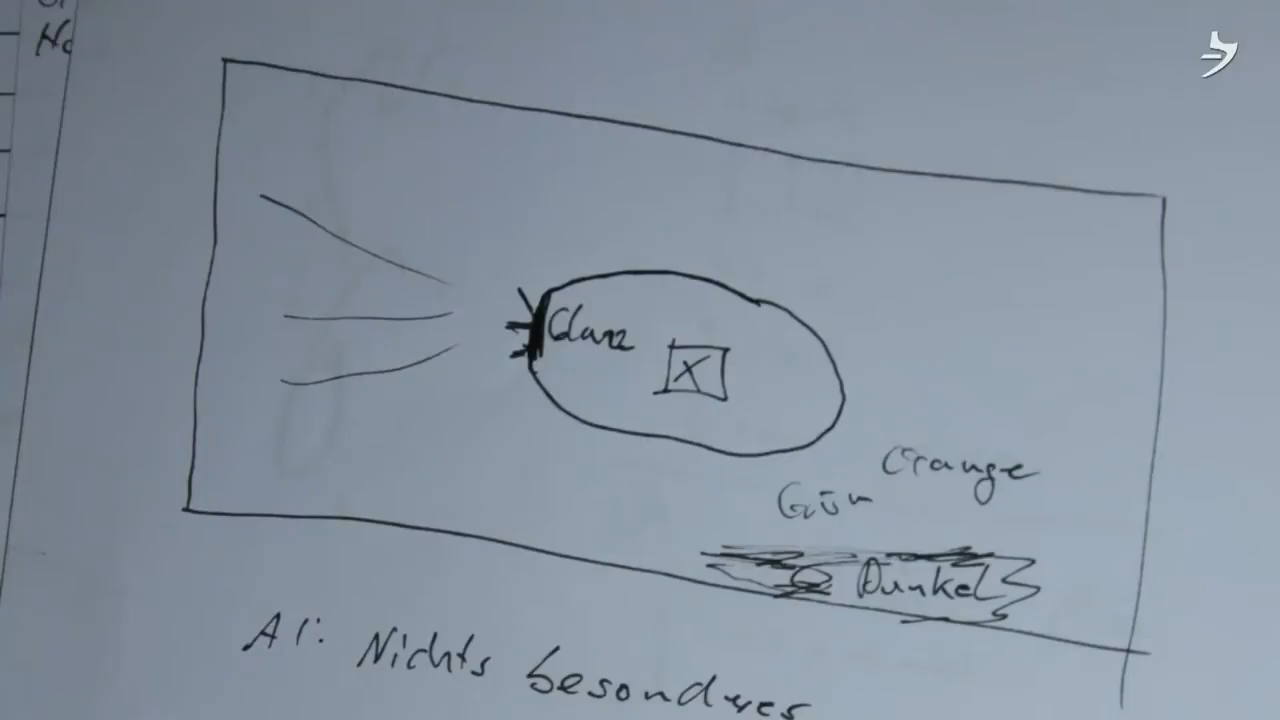 Glanz
X
Orange
Grün
Dunkel
AI: Nichts besonderes